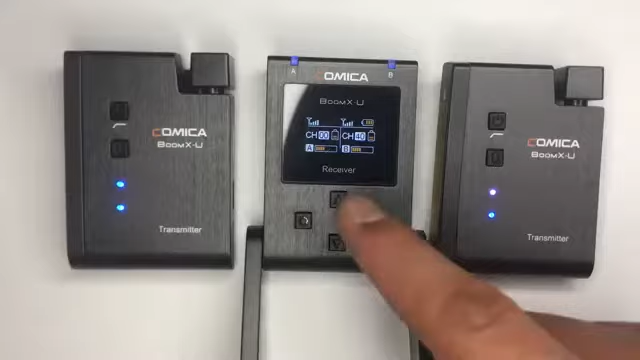 COMICA
BoomX-U
Transmitter
A
B
COMICA
BoomX-U
CH 00
CH 40
A
B
Receiver
COMICA
BoomX-U
Transmitter